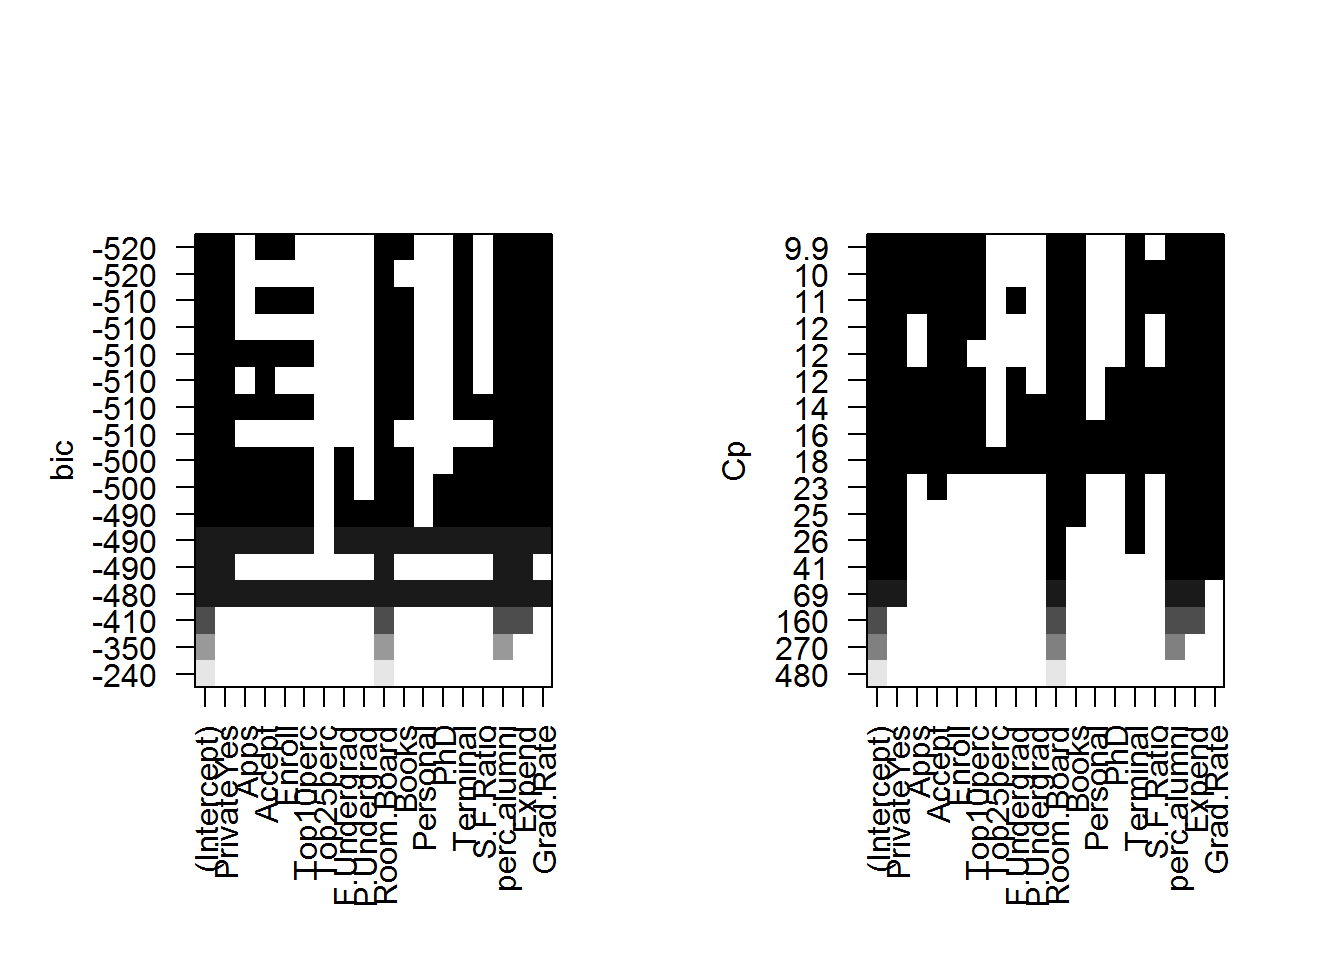 bic
-520
-520
-510
-510
-510
-510
-510
-510
-500
-500
-490
-490
-490
-480
-410
-350
-240
(Intercept)
PrivateYes
Apps
Accept
Enroll
Top10perc
Top25perc
F.Undergrad
P.Undergrad
Room.Board
Books
Personal
PhD
Terminal
S.F.Ratio
perc.alumni
Expend
Grad.Rate
Cp
9.9
10
11
12
12
12
14
16
18
23
25
26
41
69
160
270
480
(Intercept)
PrivateYes
Apps
Accept
Enroll
Top10perc
Top25perc
F.Undergrad
P.Undergrad
Room.Board
Books
Personal
PhD
Terminal
S.F.Ratio
perc.alumni
Expend
Grad.Rate